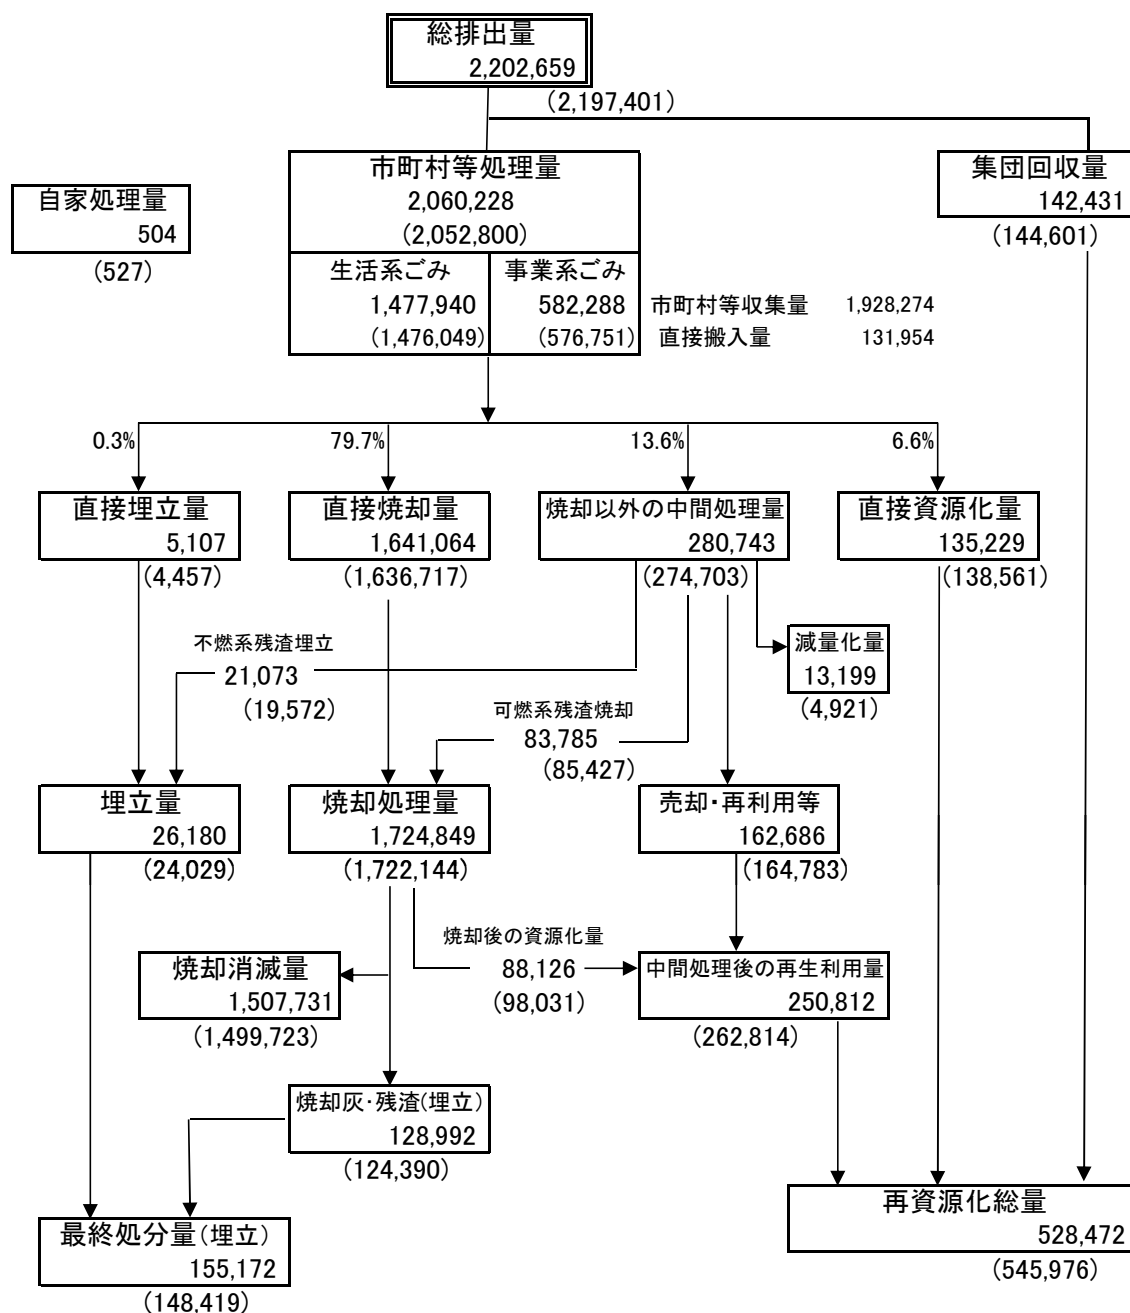 総排出量
2,202,659
(2,197,401)
市町村等処理量
2,060,228
(2,052,800)
集団回収量
142,431
(144,601)
自家処理量
504
(527)
生活系ごみ
1,477,940
(1,476,049)
事業系ごみ
582,288
(576,751)
市町村等収集量 1,928,274
直接搬入量 131,954
0.3%
79.7%
13.6%
6.6%
直接埋立量
5,107
(4,457)
直接焼却量
1,641,064
(1,636,717)
焼却以外の中間処理量
280,743
(274,703)
直接資源化量
135,229
(138,561)
不燃系残渣埋立
21,073
(19,572)
減量化量
13,199
(4,921)
可燃系残渣焼却
83,785
(85,427)
埋立量
26,180
(24,029)
焼却処理量
1,724,849
(1,722,144)
売却・再利用等
162,686
(164,783)
焼却後の資源化量
88,126
(98,031)
焼却消滅量
1,507,731
(1,499,723)
中間処理後の再生利用量
250,812
(262,814)
焼却灰・残渣(埋立)
128,992
(124,390)
最終処分量(埋立)
155,172
(148,419)
再資源化総量
528,472
(545,976)